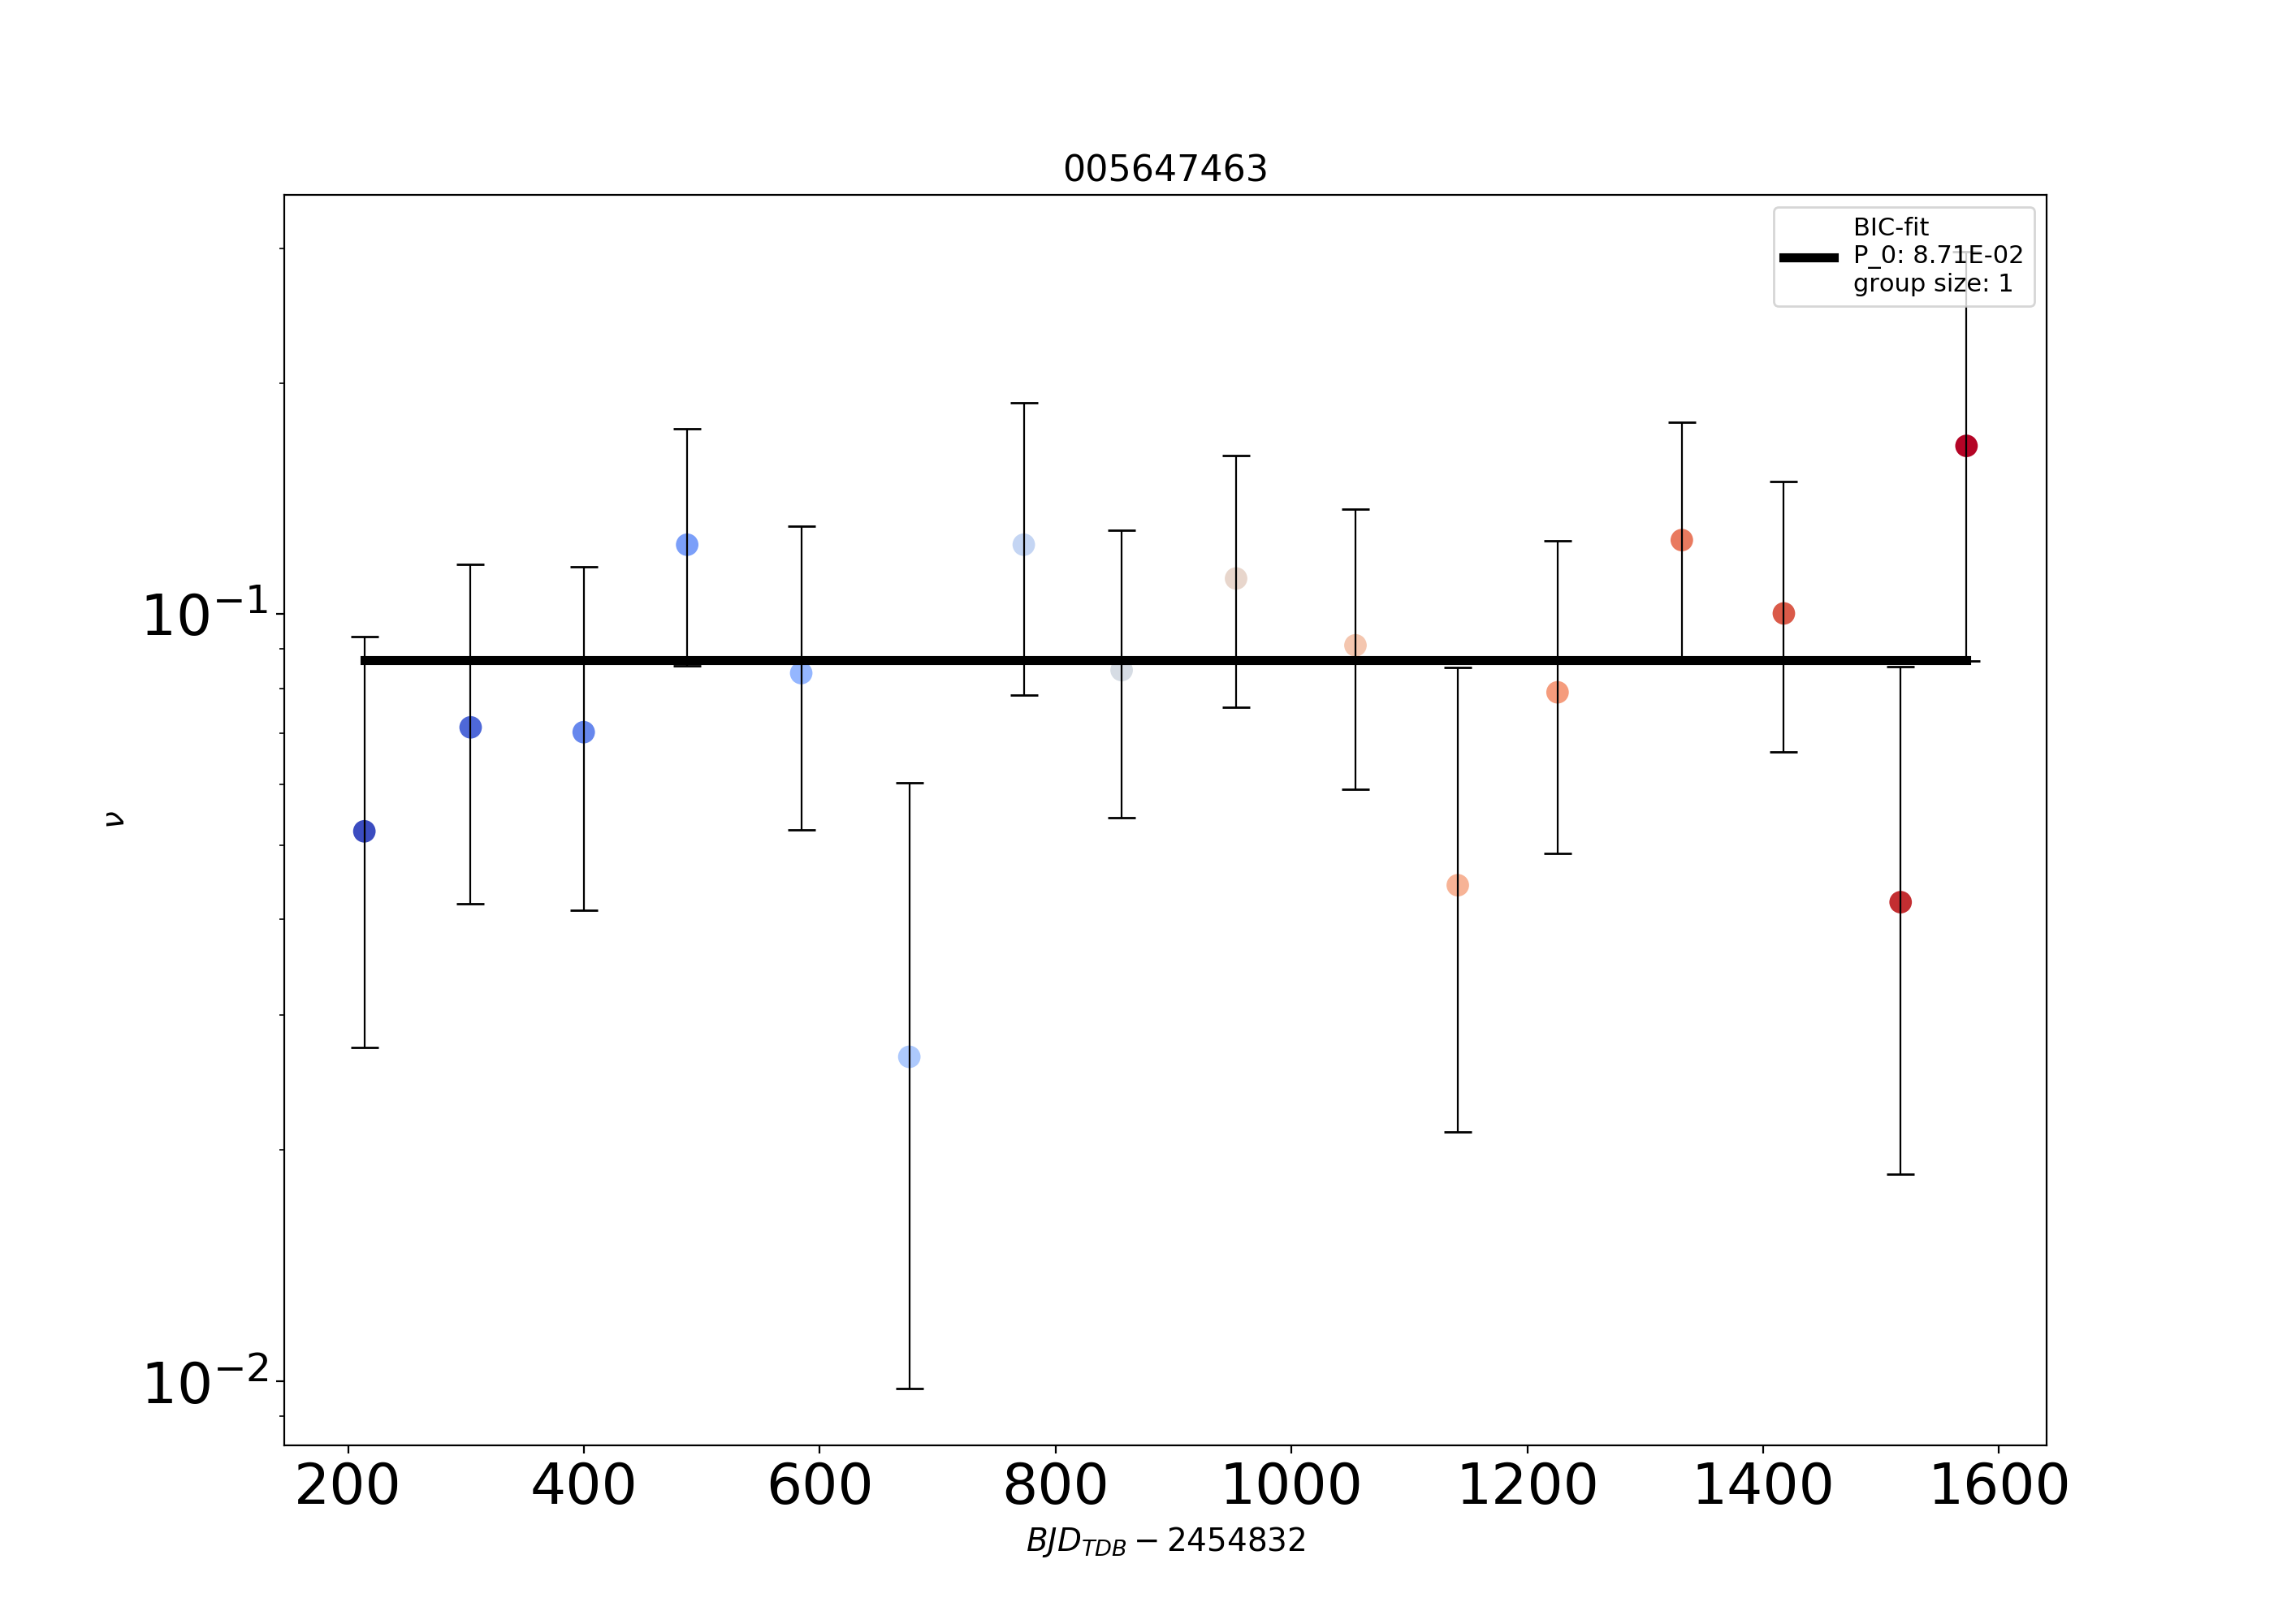 005647463
BIC-fit
P_0: 8.71E-02
group size: 1
10⁻¹
ν
10⁻²
200 400 600 800 1000 1200 1400 1600
BJD_TDB − 2454832